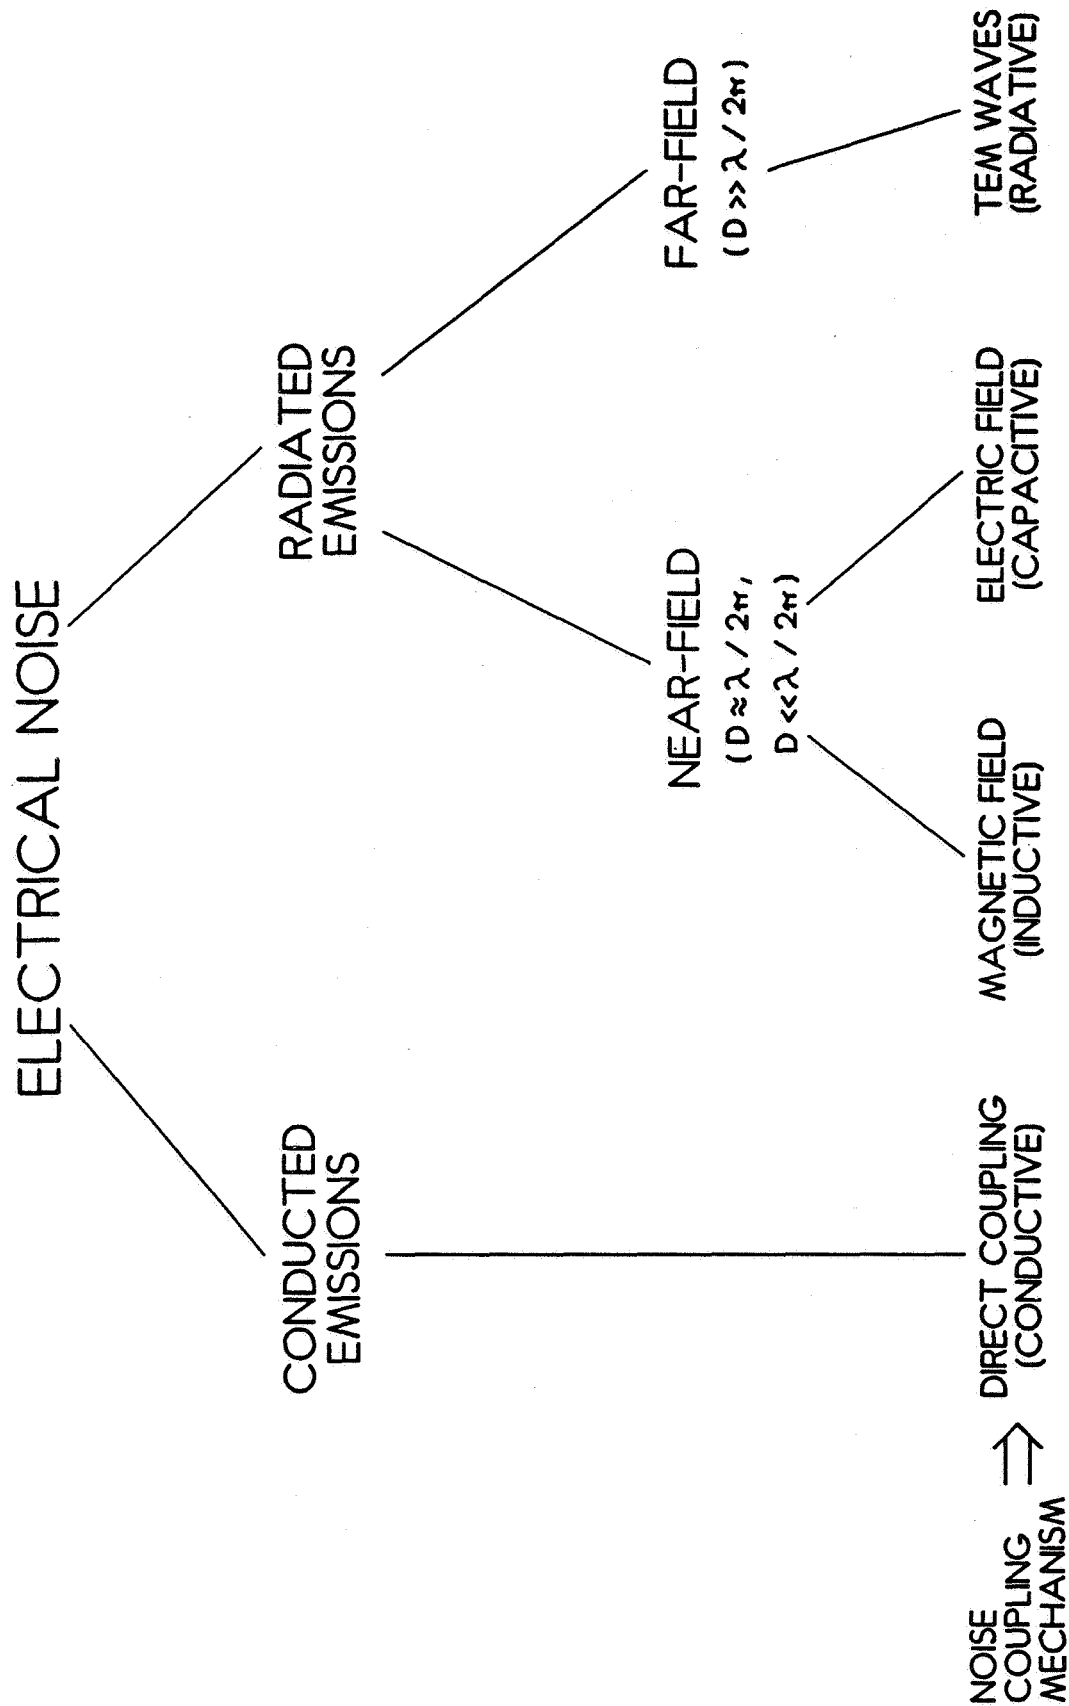 ELECTRICAL NOISE
CONDUCTED
EMISSIONS
RADIATED
EMISSIONS
NEAR-FIELD
(D ≈ λ / 2π,
D << λ / 2π)
FAR-FIELD
(D >> λ / 2π)
NOISE
COUPLING
MECHANISM
⇒
DIRECT COUPLING
(CONDUCTIVE)
MAGNETIC FIELD
(INDUCTIVE)
ELECTRIC FIELD
(CAPACITIVE)
TEM WAVES
(RADIATIVE)